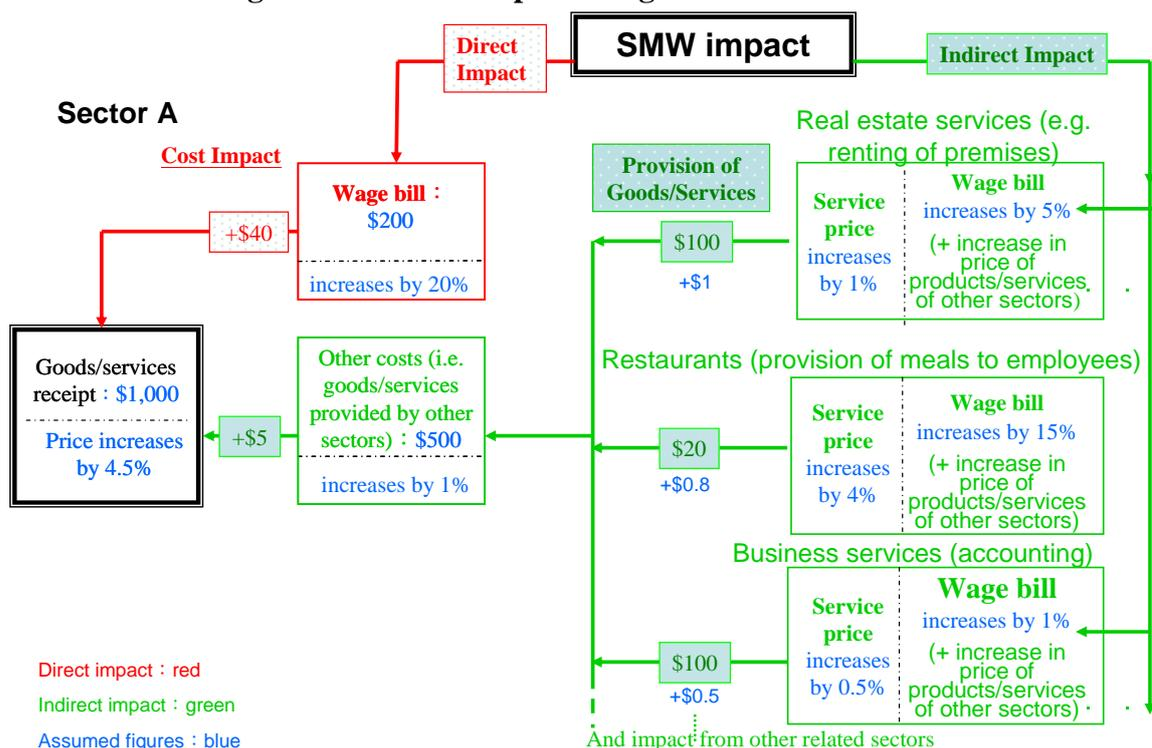 SMW impact
Direct
Impact
Indirect Impact
Sector A
Cost Impact
Wage bill：
$200
increases by 20%
+$40
Goods/services
receipt：$1,000
Price increases
by 4.5%
+$5
Other costs (i.e.
goods/services
provided by other
sectors)：$500
increases by 1%
Provision of
Goods/Services
Real estate services (e.g.
renting of premises)
$100
+$1
Service
price
increases
by 1%
Wage bill
increases by 5%
(+ increase in
price of
products/services
of other sectors)
Restaurants (provision of meals to employees)
$20
+$0.8
Service
price
increases
by 4%
Wage bill
increases by 15%
(+ increase in
price of
products/services
of other sectors)
Business services (accounting)
$100
+$0.5
Service
price
increases
by 0.5%
Wage bill
increases by 1%
(+ increase in
price of
products/services
of other sectors)
And impact from other related sectors
Direct impact：red
Indirect impact：green
Assumed figures：blue